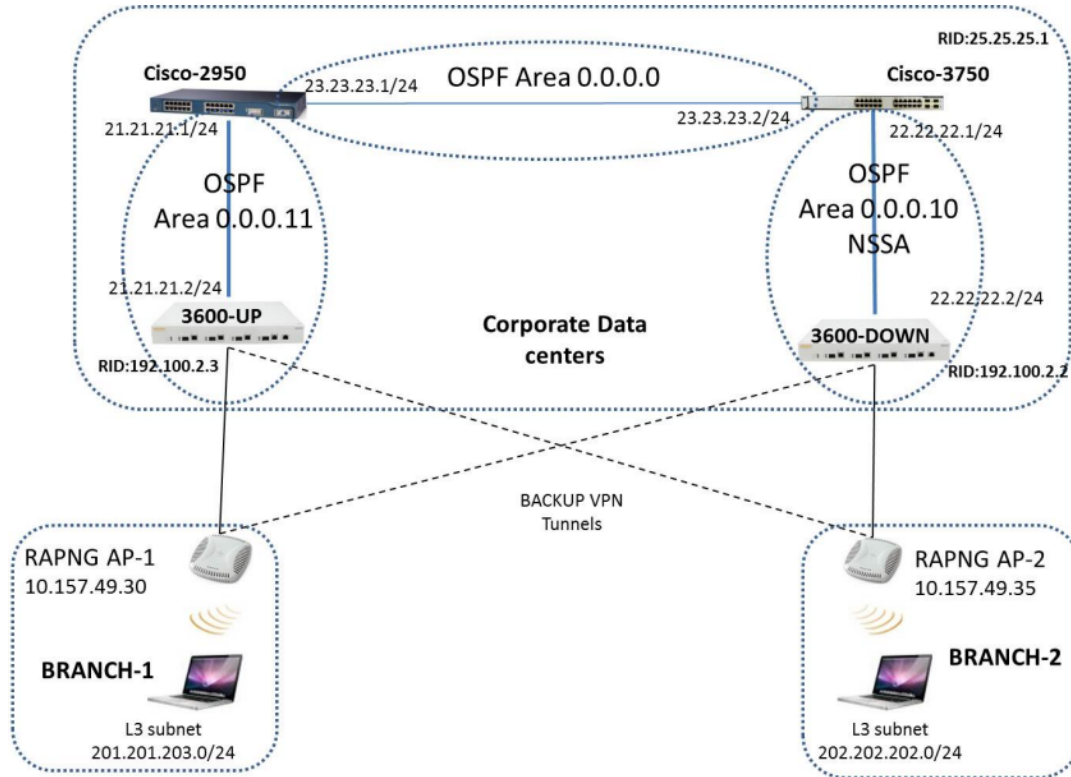 RID:25.25.25.1
Cisco-2950
OSPF Area 0.0.0.0
Cisco-3750
23.23.23.1/24
23.23.23.2/24
21.21.21.1/24
22.22.22.1/24
OSPF
Area 0.0.0.11
OSPF
Area 0.0.0.10
NSSA
21.21.21.2/24
22.22.22.2/24
3600-UP
3600-DOWN
Corporate Data
centers
RID:192.100.2.3
RID:192.100.2.2
BACKUP VPN
Tunnels
RAPNG AP-1
10.157.49.30
RAPNG AP-2
10.157.49.35
BRANCH-1
BRANCH-2
L3 subnet
201.201.203.0/24
L3 subnet
202.202.202.0/24